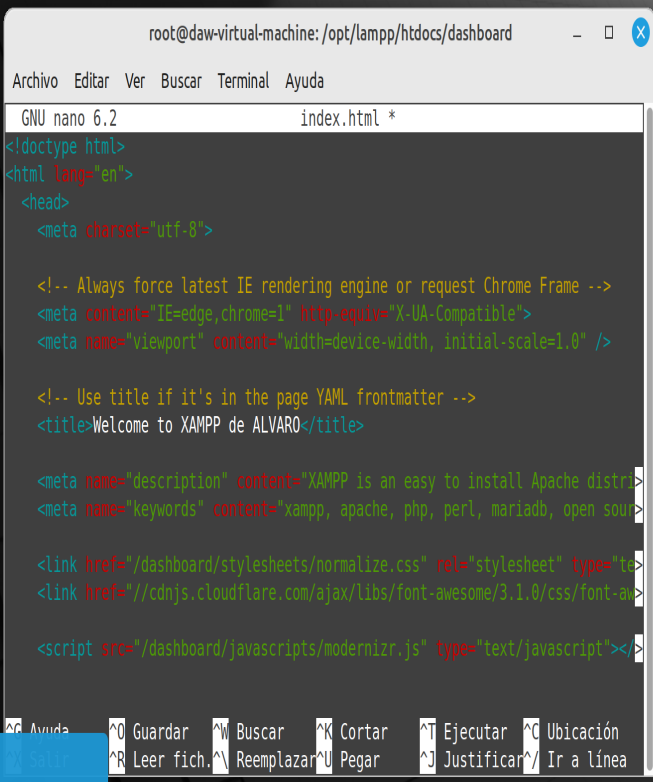 root@daw-virtual-machine: /opt/lampp/htdocs/dashboard
Archivo Editar Ver Buscar Terminal Ayuda
GNU nano 6.2 index.html *
<!doctype html>
<html lang="en">
<head>
<meta charset="utf-8">
<!-- Always force latest IE rendering engine or request Chrome Frame -->
<meta content="IE=edge,chrome=1" http-equiv="X-UA-Compatible">
<meta name="viewport" content="width=device-width, initial-scale=1.0" />
<!-- Use title if it's in the page YAML frontmatter -->
<title>Welcome to XAMPP de ALVARO</title>
<meta name="description" content="XAMPP is an easy to install Apache distri>
<meta name="keywords" content="xampp, apache, php, perl, mariadb, open sour>
<link href="/dashboard/stylesheets/normalize.css" rel="stylesheet" type="te>
<link href="//cdnjs.cloudflare.com/ajax/libs/font-awesome/3.1.0/css/font-aw>
<script src="/dashboard/javascripts/modernizr.js" type="text/javascript"></>
^G Ayuda ^O Guardar ^W Buscar ^K Cortar ^T Ejecutar ^C Ubicación
^X Salir ^R Leer fich. ^\ Reemplazar ^U Pegar ^J Justificar ^/ Ir a línea